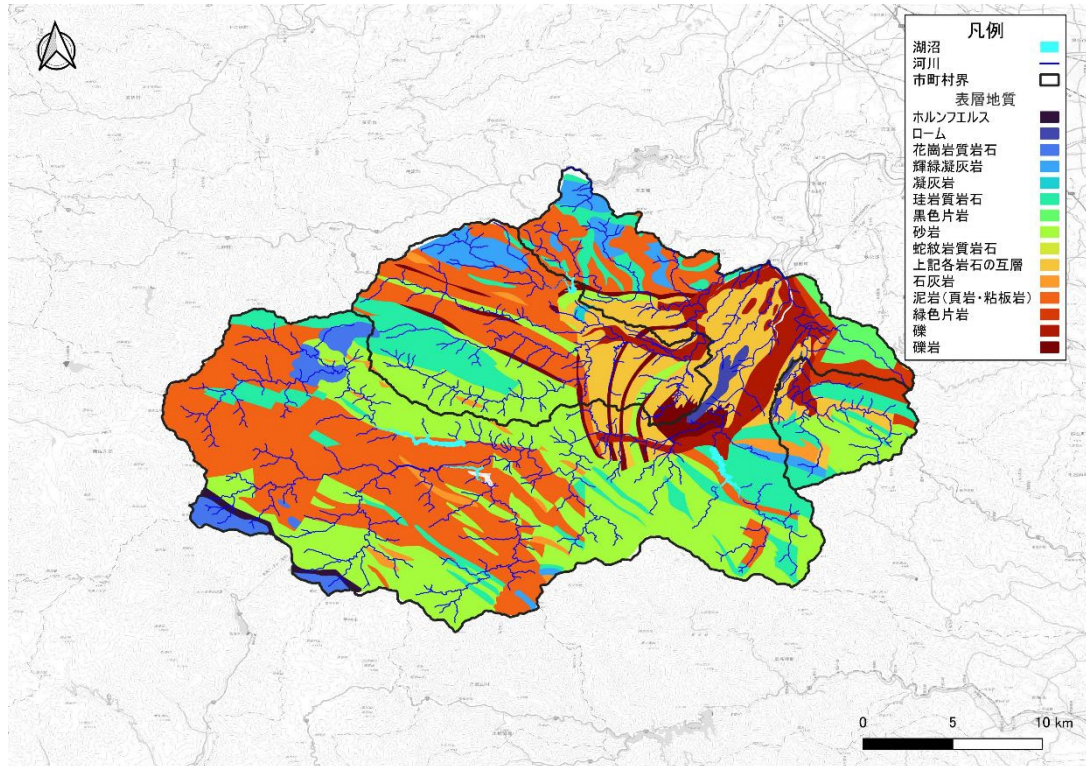 凡例
湖沼
河川
市町村界
表層地質
ホルンフエルス
ローム
花崗岩質岩石
輝緑凝灰岩
凝灰岩
珪岩質岩石
黒色片岩
砂岩
蛇紋岩質岩石
上記各岩石の互層
石灰岩
泥岩(頁岩・粘板岩)
緑色片岩
礫
礫岩
0 5 10 km